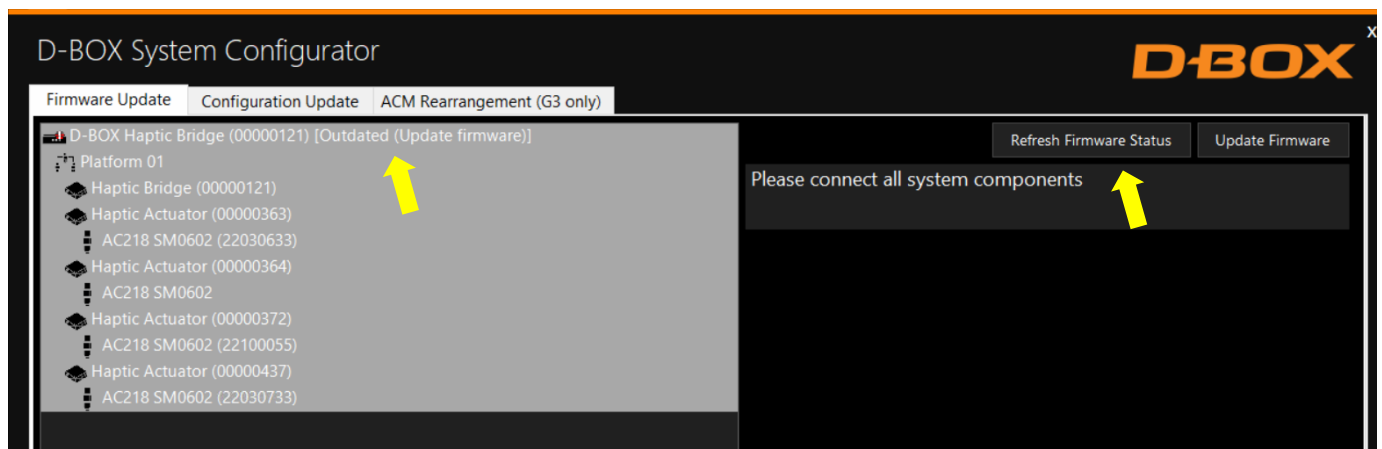 X
D-BOX System Configurator
D-BOX
Firmware Update Configuration Update ACM Rearrangement (G3 only)
D-BOX Haptic Bridge (00000121) [Outdated (Update firmware)]
Refresh Firmware Status Update Firmware
Platform 01
Please connect all system components
Haptic Bridge (00000121)
Haptic Actuator (00000363)
AC218 SM0602 (22030633)
Haptic Actuator (00000364)
AC218 SM0602
Haptic Actuator (00000372)
AC218 SM0602 (22100055)
Haptic Actuator (00000437)
AC218 SM0602 (22030733)